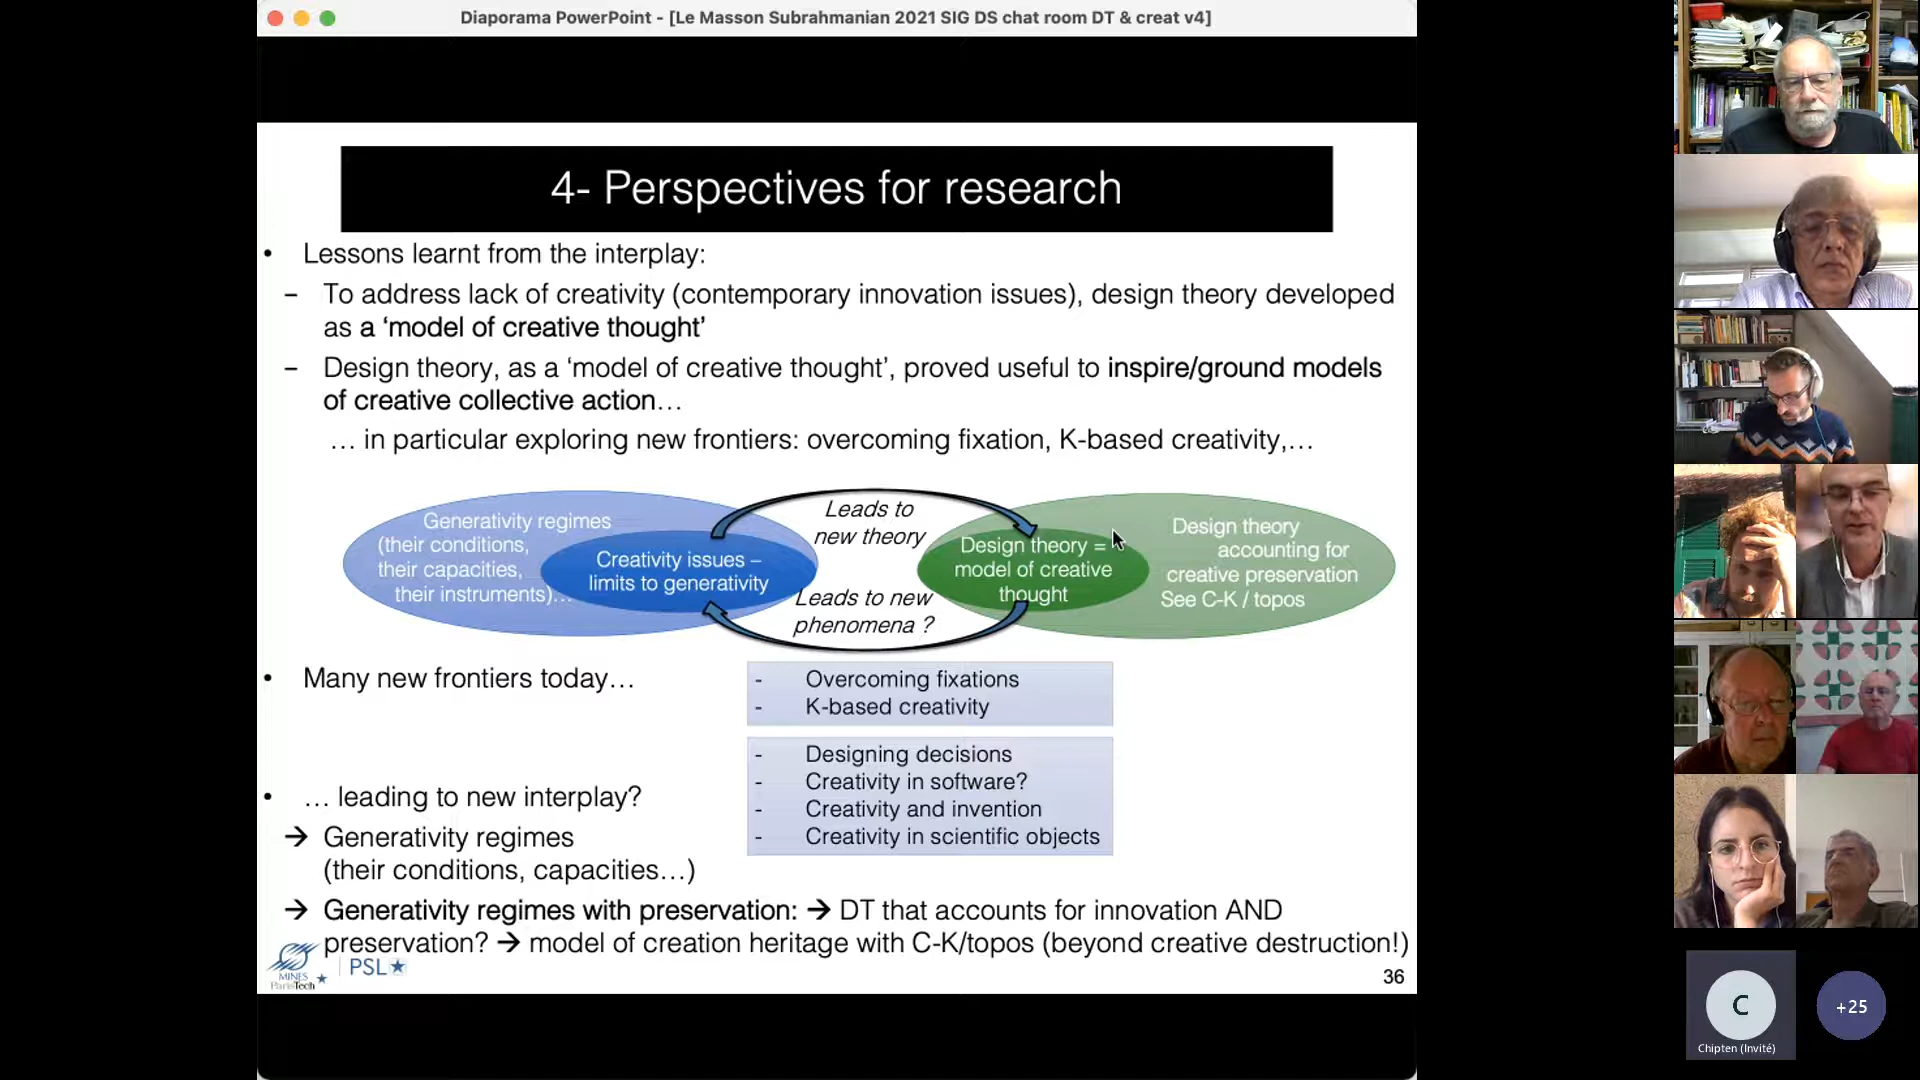 Diaporama PowerPoint - [Le Masson Subrahmanian 2021 SIG DS chat room DT & creat v4]
4- Perspectives for research
• Lessons learnt from the interplay:
– To address lack of creativity (contemporary innovation issues), design theory developed
as a ‘model of creative thought’
– Design theory, as a ‘model of creative thought’, proved useful to inspire/ground models
of creative collective action…
… in particular exploring new frontiers: overcoming fixation, K-based creativity,…
Generativity regimes
(their conditions,
their capacities,
their instruments)…
Creativity issues –
limits to generativity
Leads to
new theory
Leads to new
phenomena ?
Design theory =
model of creative
thought
Design theory
accounting for
creative preservation
See C-K / topos
• Many new frontiers today…
- Overcoming fixations
- K-based creativity
- Designing decisions
- Creativity in software?
- Creativity and invention
- Creativity in scientific objects
• … leading to new interplay?
→ Generativity regimes
(their conditions, capacities…)
→ Generativity regimes with preservation: → DT that accounts for innovation AND
preservation? → model of creation heritage with C-K/topos (beyond creative destruction!)
MINES
ParisTech
PSL★
36
C
Chipten (Invité)
+25